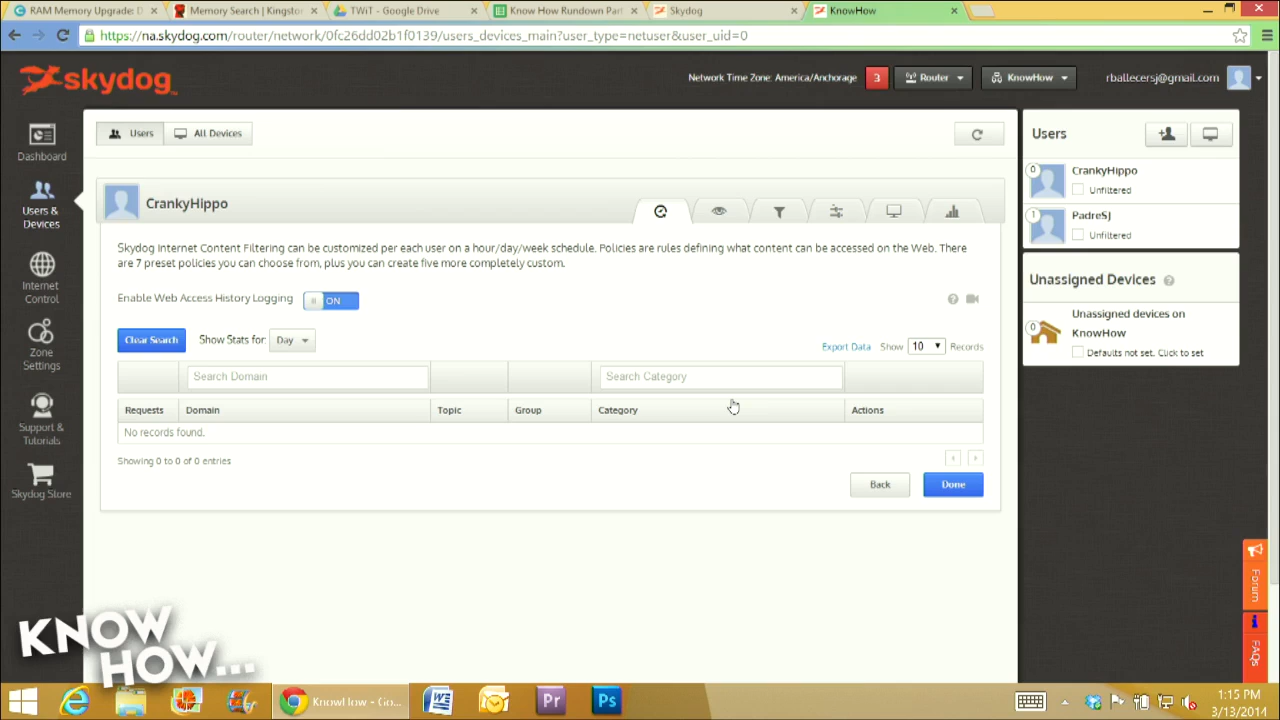 RAM Memory Upgrade: D
Memory Search | Kingsto
TWiT - Google Drive
Know How Rundown Part
Skydog
KnowHow
https://na.skydog.com/router/network/0fc26dd02b1f0139/users_devices_main?user_type=netuser&user_uid=0
skydog
Network Time Zone: America/Anchorage
3
Router
KnowHow
rballecersj@gmail.com
Dashboard
Users &
Devices
Internet
Control
Zone
Settings
Support &
Tutorials
Skydog Store
Users
All Devices
CrankyHippo
Skydog Internet Content Filtering can be customized per each user on a hour/day/week schedule. Policies are rules defining what content can be accessed on the Web. There
are 7 preset policies you can choose from, plus you can create five more completely custom.
Enable Web Access History Logging
ON
Clear Search
Show Stats for:
Day
Export Data
Show
10
Records
Search Domain
Search Category
Requests
Domain
Topic
Group
Category
Actions
No records found.
Showing 0 to 0 of 0 entries
Back
Done
Users
0
CrankyHippo
Unfiltered
1
PadreSJ
Unfiltered
Unassigned Devices
0
Unassigned devices on
KnowHow
Defaults not set. Click to set
Forum
FAQs
KNOW
HOW...
KnowHow - Go...
Pr
Ps
1:15 PM
3/13/2014